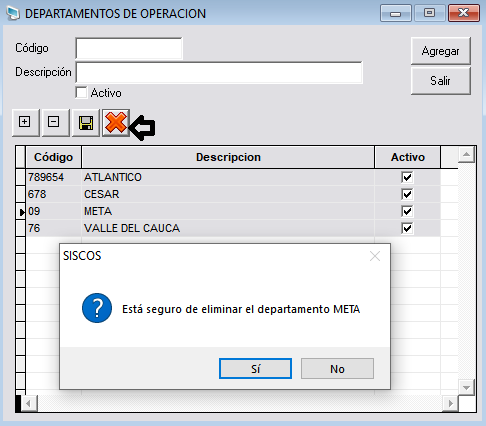 DEPARTAMENTOS DE OPERACION
Código
Agregar
Descripción
Salir
Activo
Código Descripcion Activo
789654 ATLANTICO
678 CESAR
09 META
76 VALLE DEL CAUCA
SISCOS
Está seguro de eliminar el departamento META
Sí No